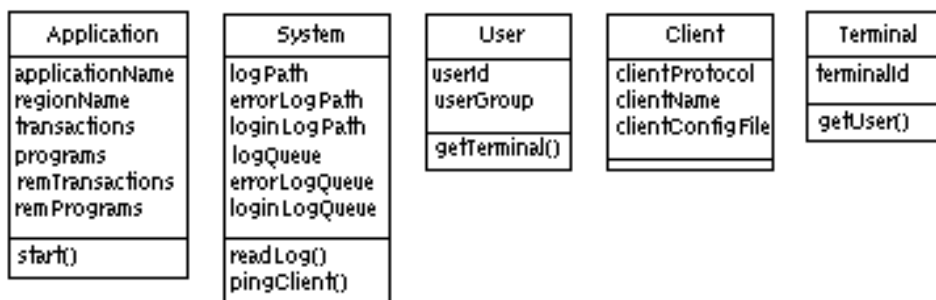 Application
applicationName
regionName
transactions
programs
remTransactions
remPrograms
start()
System
logPath
errorLogPath
loginLogPath
logQueue
errorLogQueue
loginLogQueue
readLog()
pingClient()
User
userId
userGroup
getTerminal()
Client
clientProtocol
clientName
clientConfigFile
Terminal
terminalId
getUser()